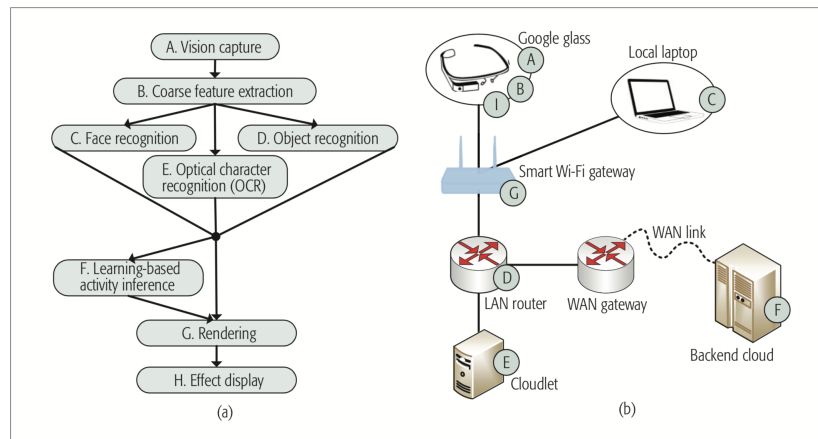 A. Vision capture
B. Coarse feature extraction
C. Face recognition
D. Object recognition
E. Optical character
recognition (OCR)
F. Learning-based
activity inference
G. Rendering
H. Effect display
(a)
Google glass
A
B
I
Local laptop
C
Smart Wi-Fi gateway
G
WAN link
D
LAN router
WAN gateway
F
Backend cloud
E
Cloudlet
(b)